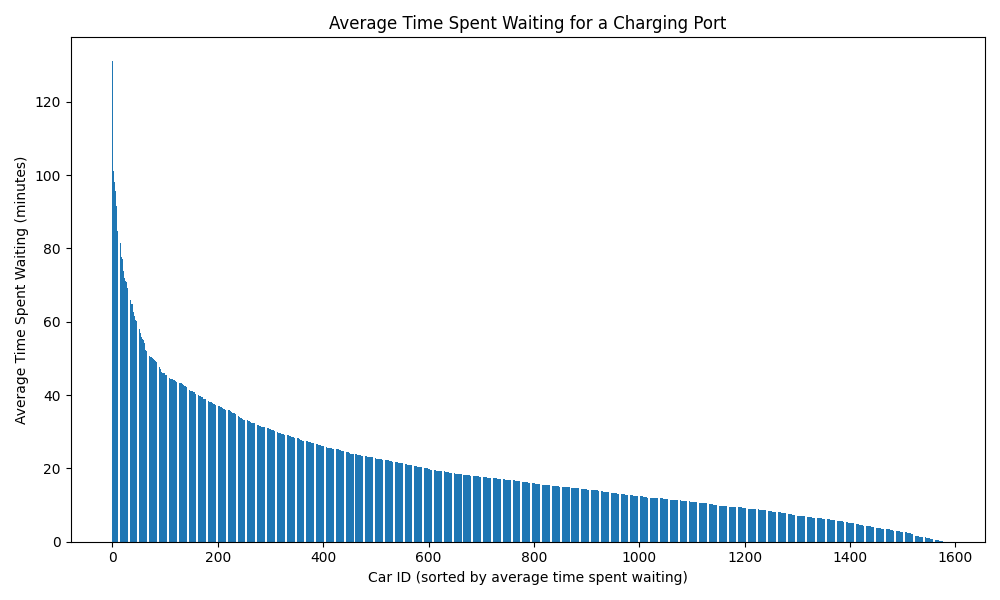 Average Time Spent Waiting for a Charging Port
Average Time Spent Waiting (minutes)
120
100
80
60
40
20
0
0 200 400 600 800 1000 1200 1400 1600
Car ID (sorted by average time spent waiting)